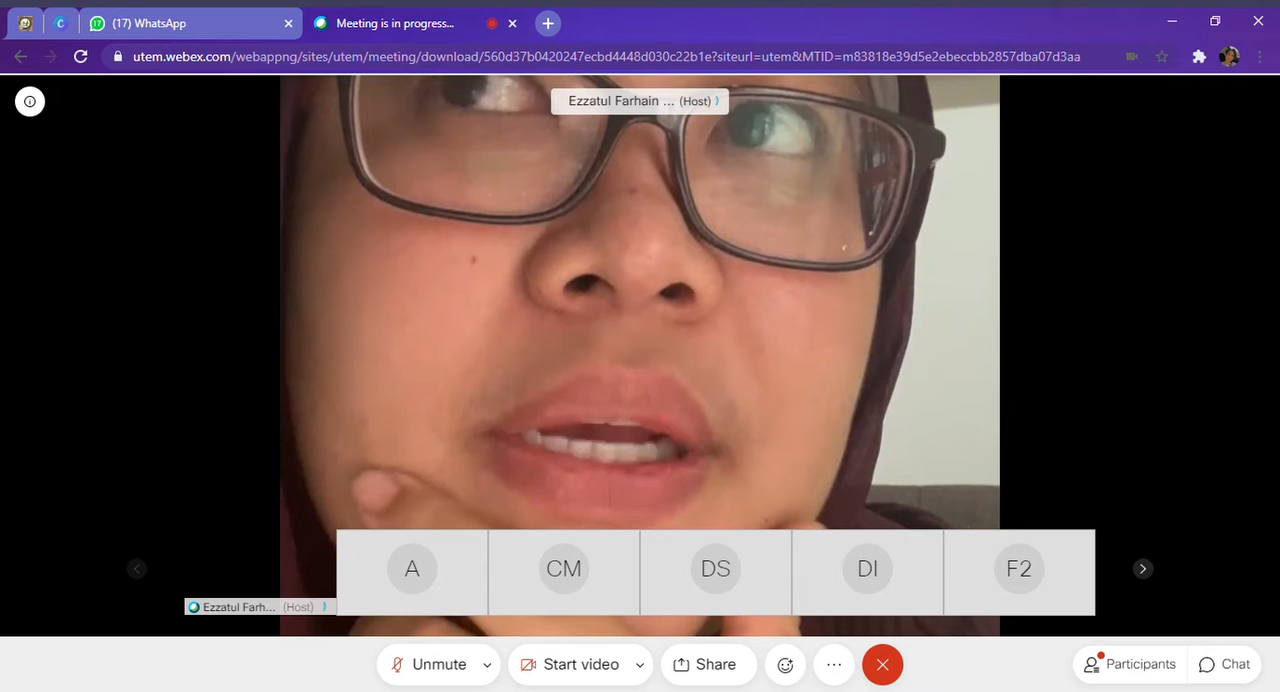 (17) WhatsApp
Meeting is in progress...
utem.webex.com/webappng/sites/utem/meeting/download/560d37b0420247ecbd4448d030c22b1e?siteurl=utem&MTID=m83818e39d5e2ebeccbb2857dba07d3aa
Ezzatul Farhain ... (Host)
A CM DS DI F2
Ezzatul Farh... (Host)
Unmute Start video Share Participants Chat